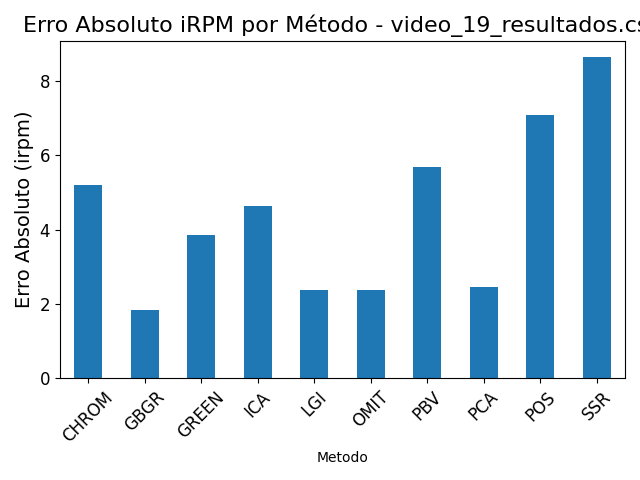 Erro Absoluto iRPM por Método - video_19_resultados.cs
Erro Absoluto (irpm)
8
6
4
2
0
CHROM GBGR GREEN ICA LGI OMIT PBV PCA POS SSR
Metodo